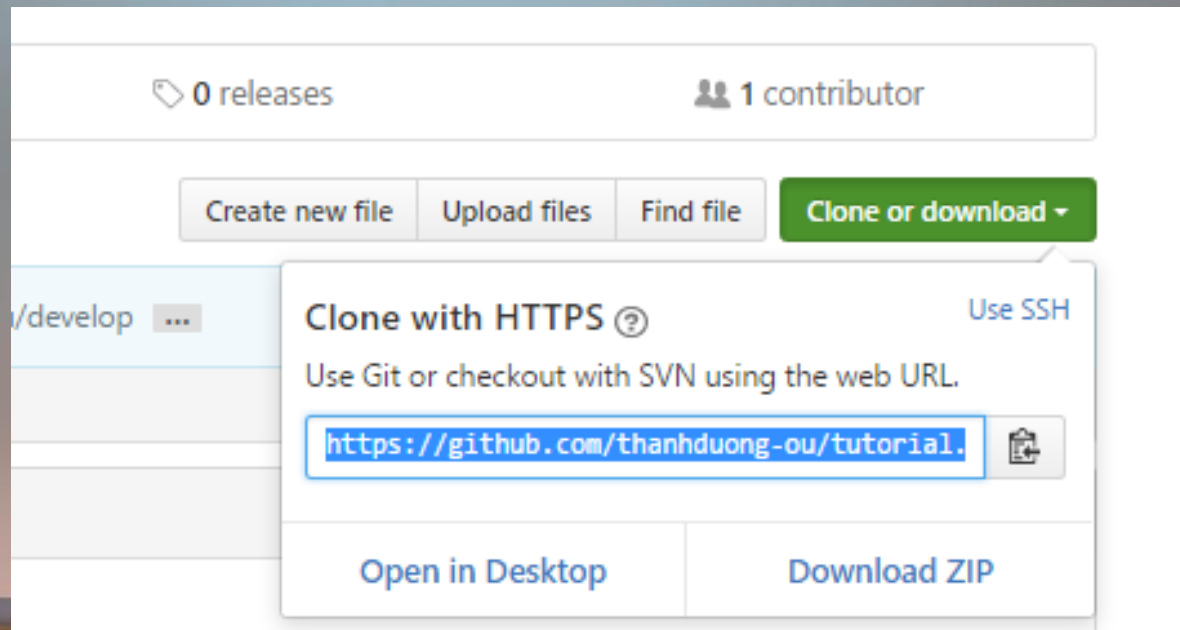 0 releases
1 contributor
Create new file
Upload files
Find file
Clone or download
/develop ...
Clone with HTTPS ?
Use SSH
Use Git or checkout with SVN using the web URL.
https://github.com/thanhduong-ou/tutorial.
Open in Desktop
Download ZIP